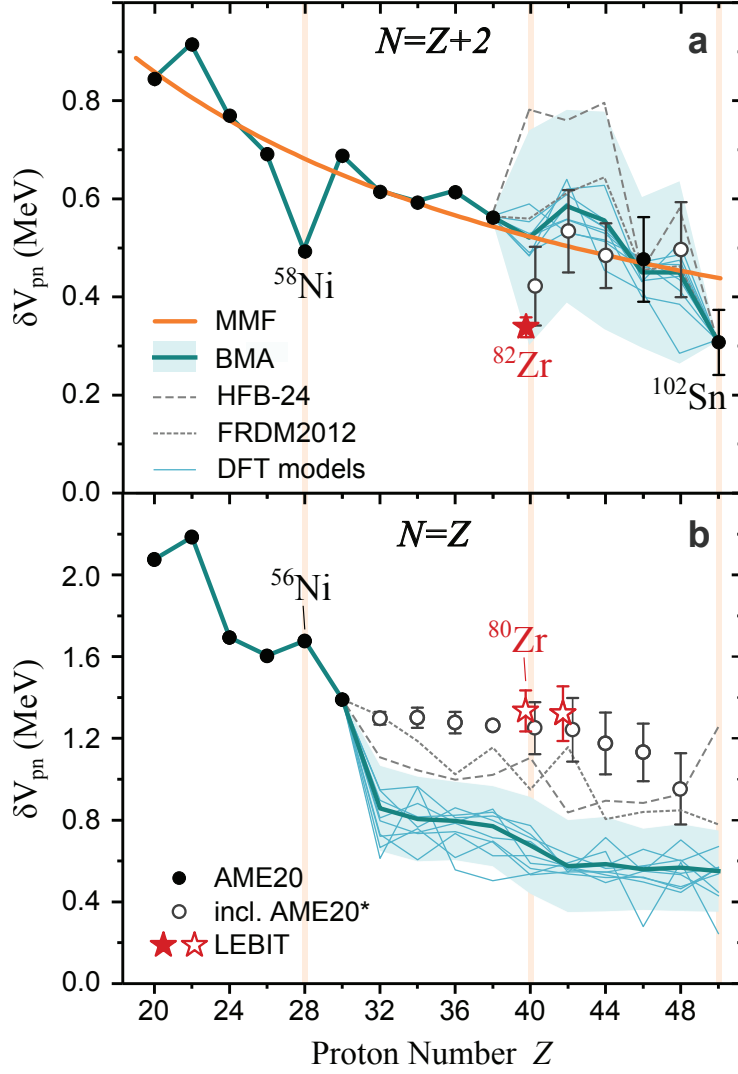 N=Z+2
a
0.8
0.6
0.4
0.2
0.0
δVpn (MeV)
58Ni
82Zr
102Sn
MMF
BMA
HFB-24
FRDM2012
DFT models
N=Z
b
2.0
1.6
1.2
0.8
0.4
0.0
δVpn (MeV)
56Ni
80Zr
AME20
incl. AME20*
LEBIT
20 24 28 32 36 40 44 48
Proton Number Z